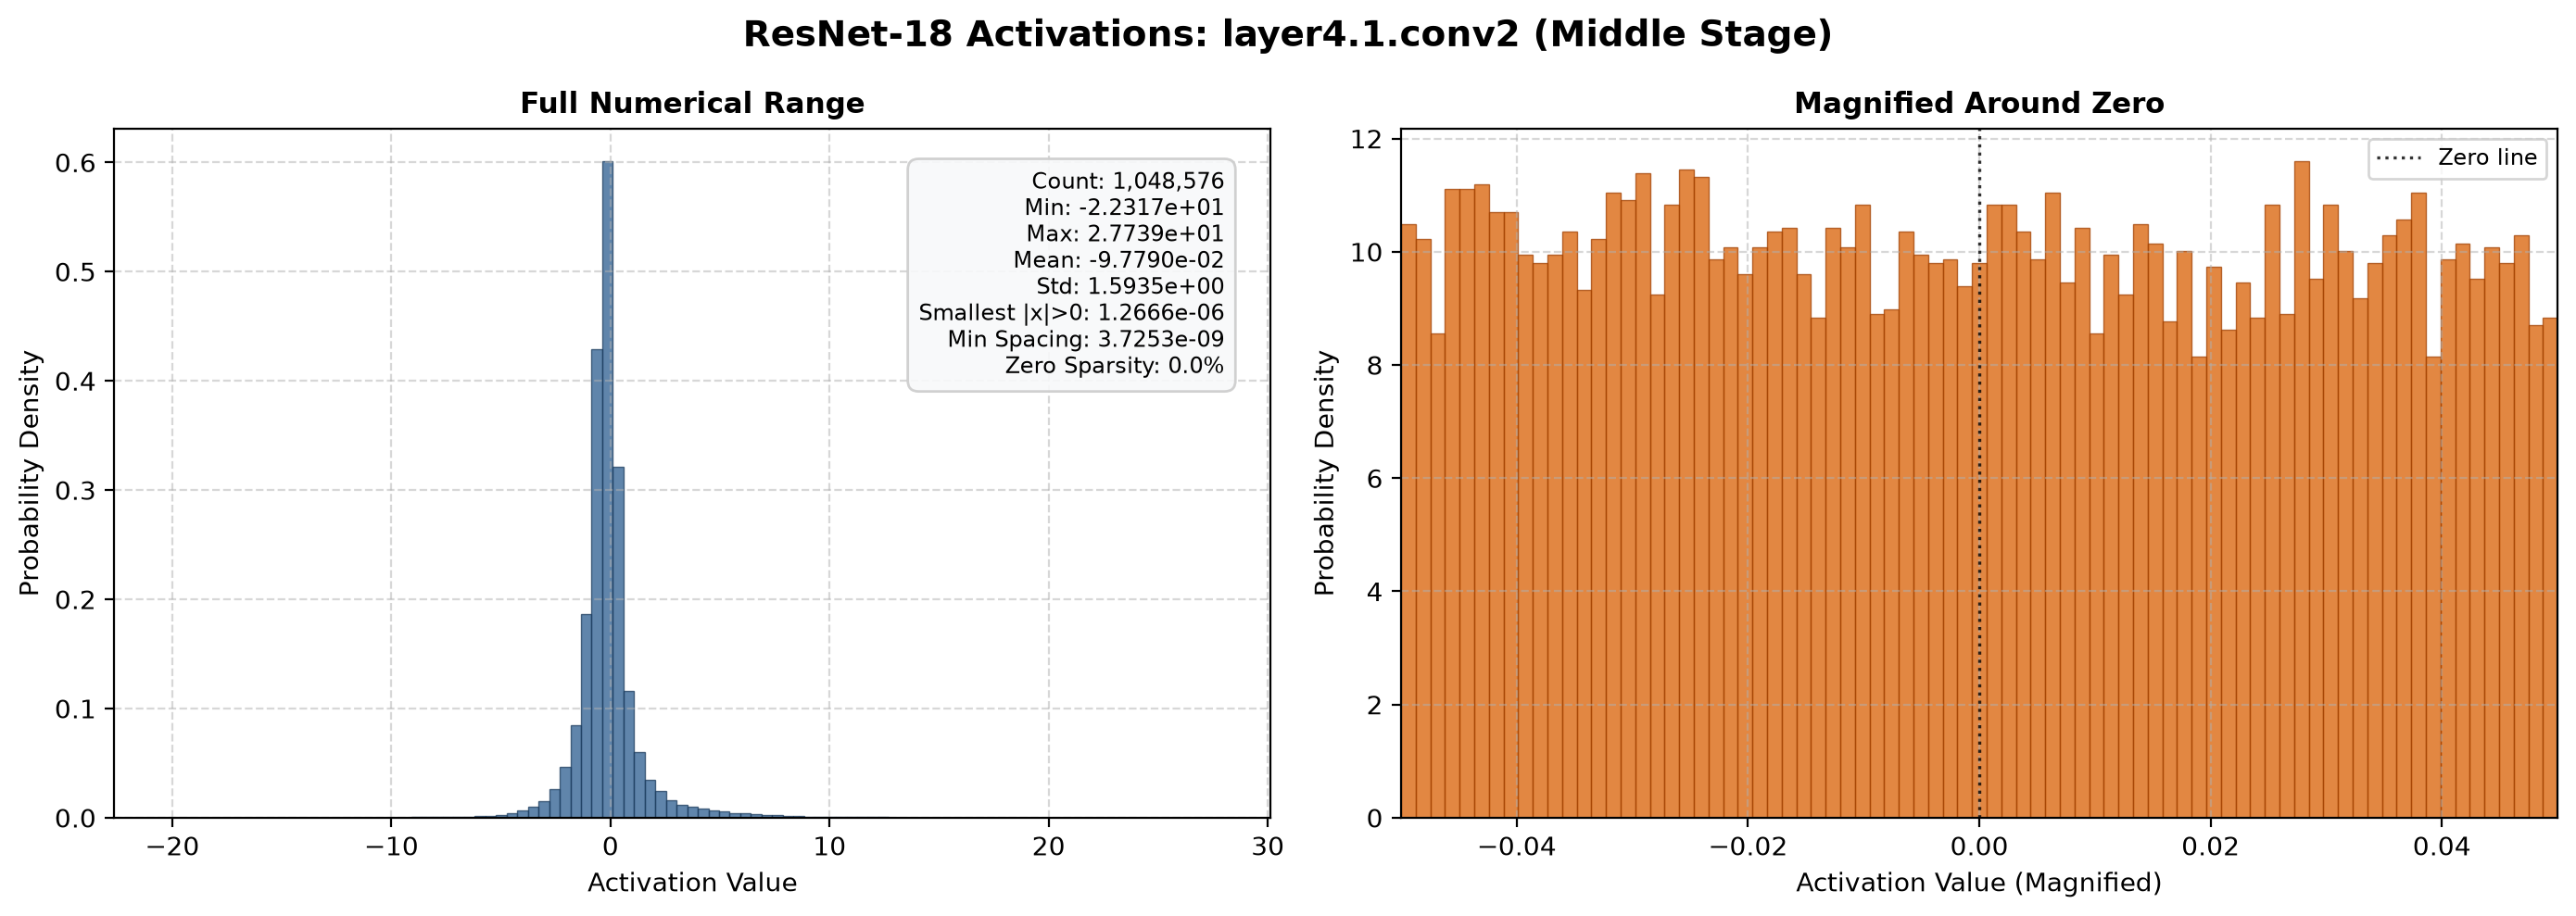 ResNet-18 Activations: layer4.1.conv2 (Middle Stage)
Full Numerical Range
Probability Density
0.6
0.5
0.4
0.3
0.2
0.1
0.0
Count: 1,048,576
Min: -2.2317e+01
Max: 2.7739e+01
Mean: -9.7790e-02
Std: 1.5935e+00
Smallest |x|>0: 1.2666e-06
Min Spacing: 3.7253e-09
Zero Sparsity: 0.0%
−20 −10 0 10 20 30
Activation Value
Magnified Around Zero
Probability Density
12
10
8
6
4
2
0
Zero line
−0.04 −0.02 0.00 0.02 0.04
Activation Value (Magnified)